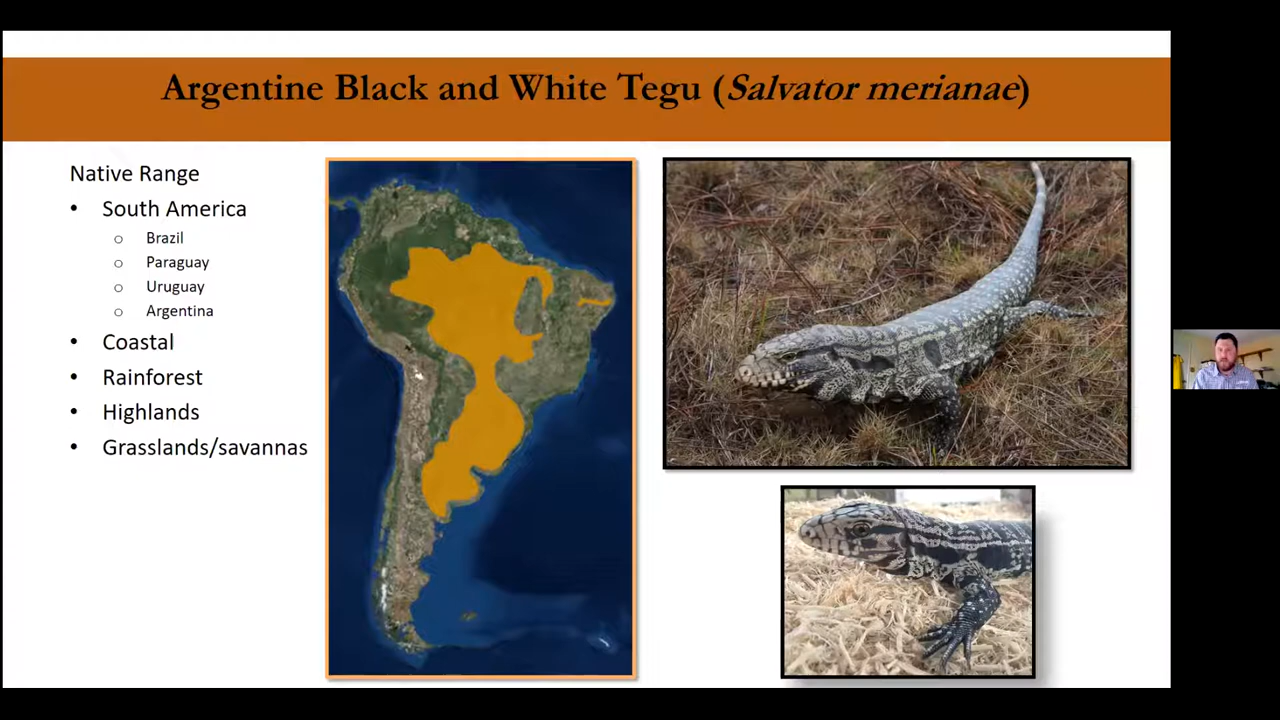 Argentine Black and White Tegu (Salvator merianae)
Native Range
• South America
o Brazil
o Paraguay
o Uruguay
o Argentina
• Coastal
• Rainforest
• Highlands
• Grasslands/savannas